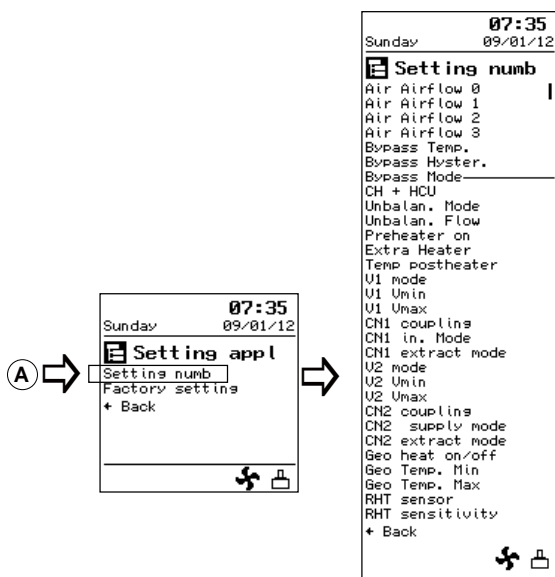 A
07:35
Sunday 09/01/12
Setting appl
Setting numb
Factory setting
← Back
07:35
Sunday 09/01/12
Setting numb
Air Airflow 0
Air Airflow 1
Air Airflow 2
Air Airflow 3
Bypass Temp.
Bypass Hyster.
Bypass Mode
CH + HCU
Unbalan. Mode
Unbalan. Flow
Preheater on
Extra Heater
Temp postheater
V1 mode
V1 Vmin
V1 Vmax
CN1 coupling
CN1 in. Mode
CN1 extract mode
V2 mode
V2 Vmin
V2 Vmax
CN2 coupling
CN2 supply mode
CN2 extract mode
Geo heat on/off
Geo Temp. Min
Geo Temp. Max
RHT sensor
RHT sensitivity
← Back